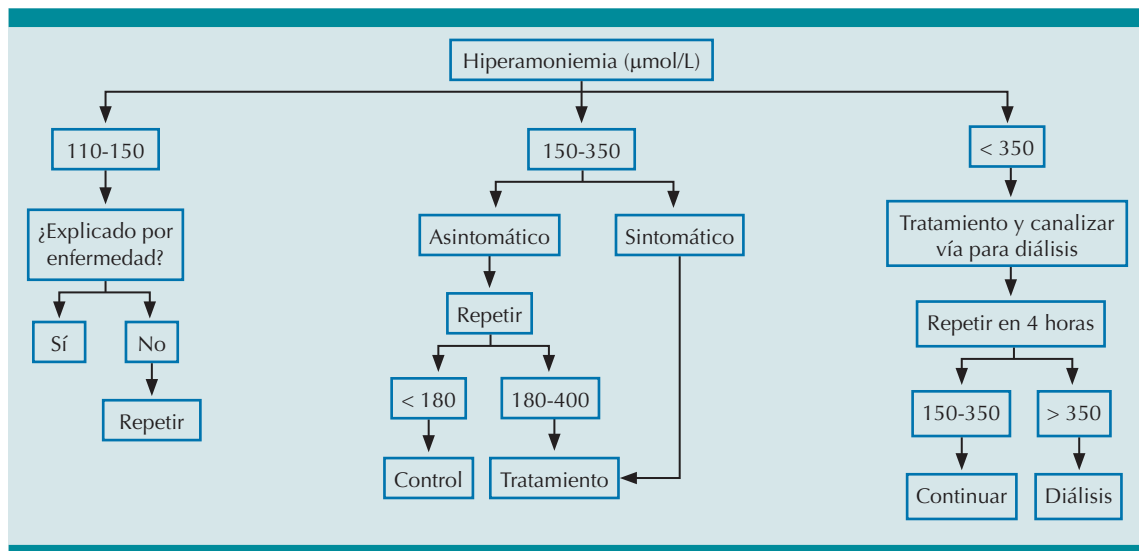 Hiperamoniemia (µmol/L)
110-150
150-350
< 350
¿Explicado por
enfermedad?
Asintomático
Sintomático
Tratamiento y canalizar
vía para diálisis
Repetir
Repetir en 4 horas
Sí
No
< 180
180-400
150-350
> 350
Repetir
Control
Tratamiento
Continuar
Diálisis